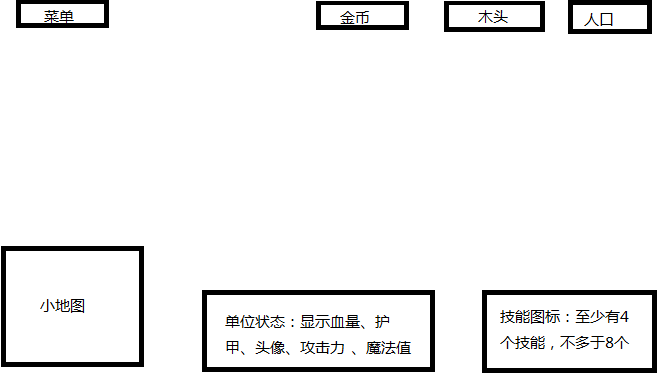 菜单
金币
木头
人口
小地图
单位状态：显示血量、护
甲、头像、攻击力 、魔法值
技能图标：至少有4
个技能，不多于8个